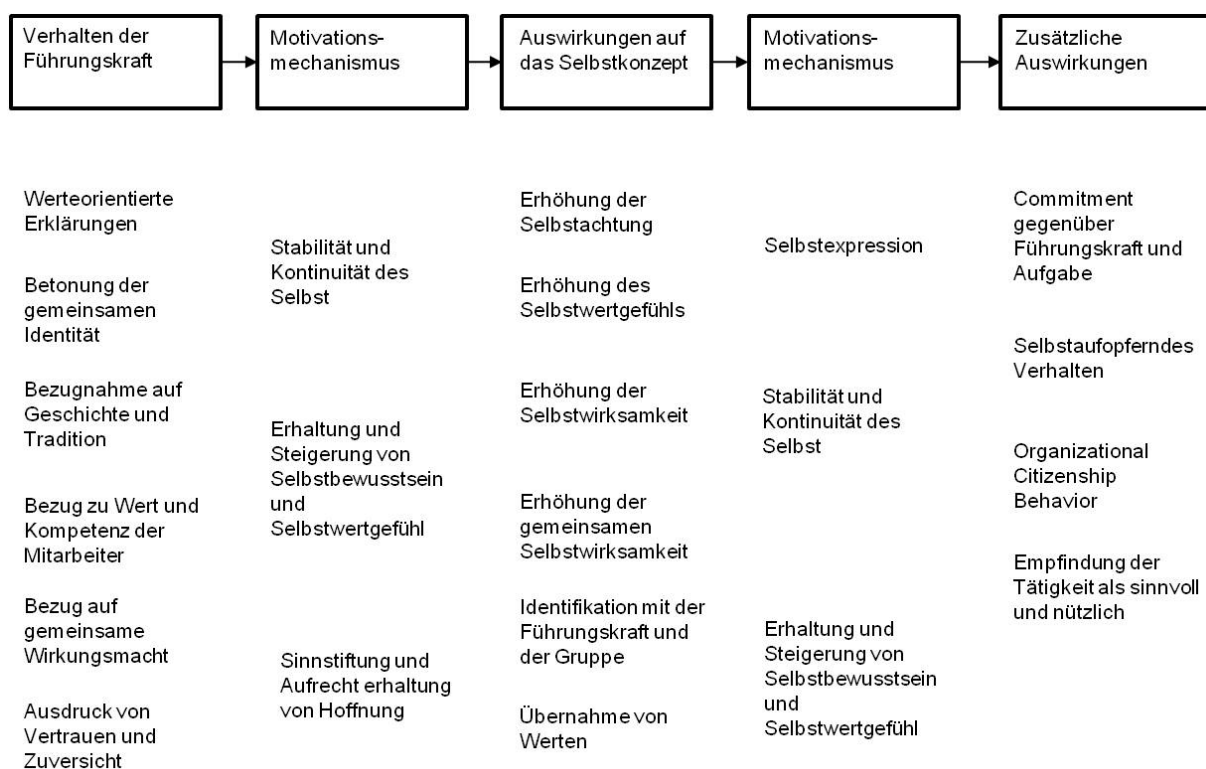 Verhalten der
Führungskraft
Motivations-
mechanismus
Auswirkungen auf
das Selbstkonzept
Motivations-
mechanismus
Zusätzliche
Auswirkungen
Werteorientierte
Erklärungen
Betonung der
gemeinsamen
Identität
Bezugnahme auf
Geschichte und
Tradition
Bezug zu Wert und
Kompetenz der
Mitarbeiter
Bezug auf
gemeinsame
Wirkungsmacht
Ausdruck von
Vertrauen und
Zuversicht
Stabilität und
Kontinuität des
Selbst
Erhaltung und
Steigerung von
Selbstbewusstsein
und
Selbstwertgefühl
Sinnstiftung und
Aufrecht erhaltung
von Hoffnung
Erhöhung der
Selbstachtung
Erhöhung des
Selbstwertgefühls
Erhöhung der
Selbstwirksamkeit
Erhöhung der
gemeinsamen
Selbstwirksamkeit
Identifikation mit der
Führungskraft und
der Gruppe
Übernahme von
Werten
Selbstexpression
Stabilität und
Kontinuität des
Selbst
Erhaltung und
Steigerung von
Selbstbewusstsein
und
Selbstwertgefühl
Commitment
gegenüber
Führungskraft und
Aufgabe
Selbstaufopferndes
Verhalten
Organizational
Citizenship
Behavior
Empfindung der
Tätigkeit als sinnvoll
und nützlich